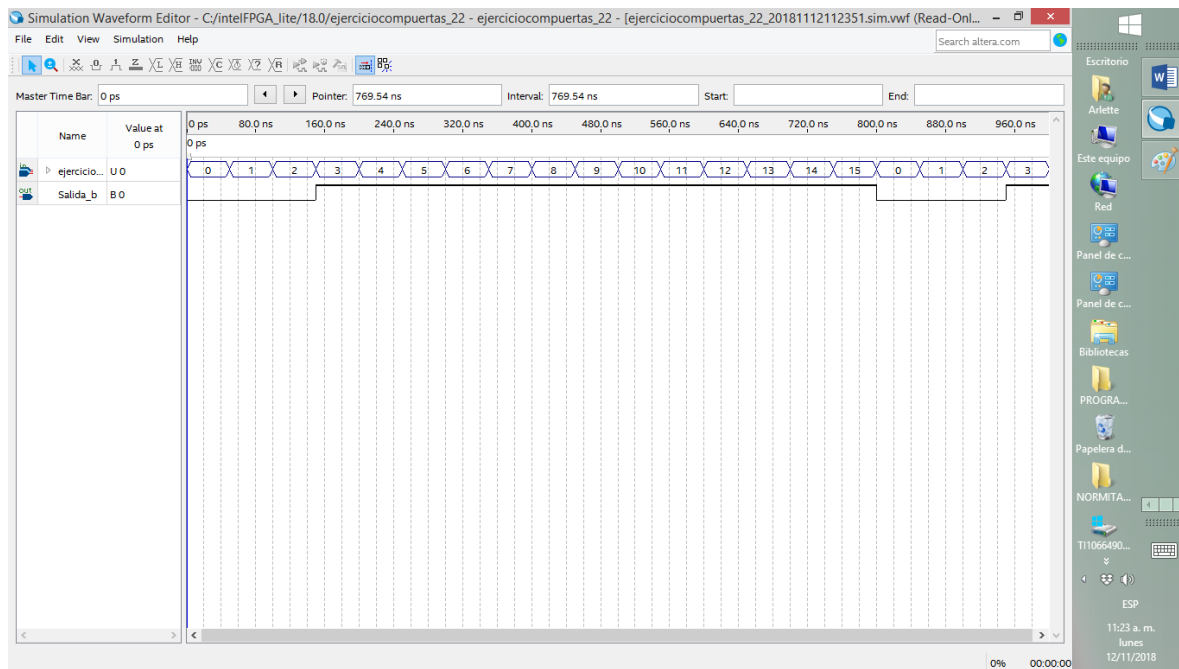 Simulation Waveform Editor - C:/intelFPGA_lite/18.0/ejerciciocompuertas_22 - ejerciciocompuertas_22 - [ejerciciocompuertas_22_20181112112351.sim.vwf (Read-Onl...
File Edit View Simulation Help
Search altera.com
Master Time Bar: 0 ps Pointer: 769.54 ns Interval: 769.54 ns Start: End:
Name Value at 0 ps
0 ps 80.0 ns 160.0 ns 240.0 ns 320.0 ns 400.0 ns 480.0 ns 560.0 ns 640.0 ns 720.0 ns 800.0 ns 880.0 ns 960.0 ns
0 ps
in ejercicio... U 0 0 1 2 3 4 5 6 7 8 9 10 11 12 13 14 15 0 1 2 3
out Salida_b B 0
0% 00:00:00
Escritorio
Arlette
Este equipo
Red
Panel de c...
Panel de c...
Bibliotecas
PROGRA...
Papelera d...
NORMITA...
TI1066490...
ESP
11:23 a. m.
lunes
12/11/2018